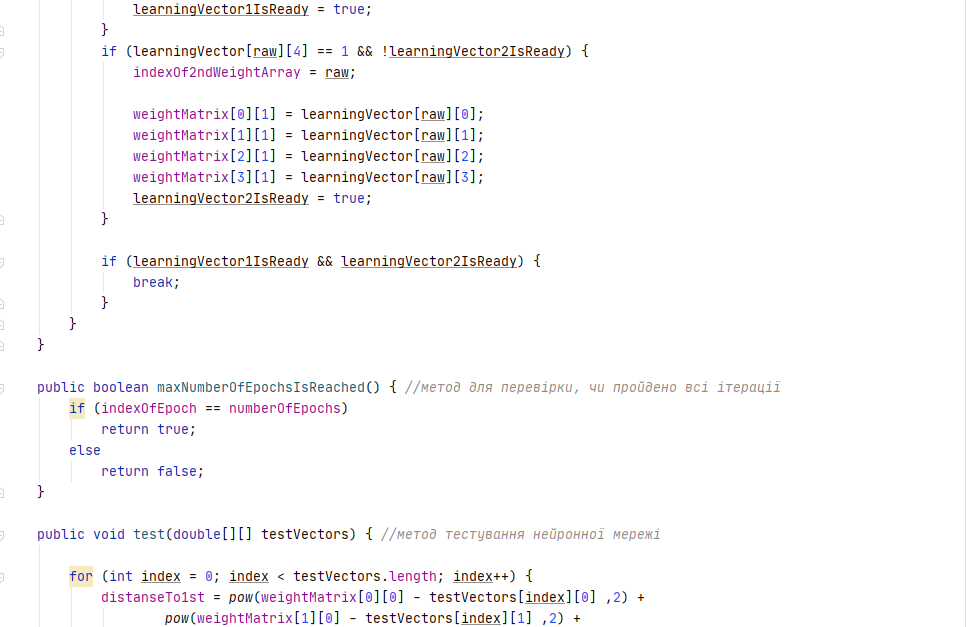 learningVector1IsReady = true;
}
if (learningVector[raw][4] == 1 && !learningVector2IsReady) {
indexOf2ndWeightArray = raw;
weightMatrix[0][1] = learningVector[raw][0];
weightMatrix[1][1] = learningVector[raw][1];
weightMatrix[2][1] = learningVector[raw][2];
weightMatrix[3][1] = learningVector[raw][3];
learningVector2IsReady = true;
}
if (learningVector1IsReady && learningVector2IsReady) {
break;
}
}
}
public boolean maxNumberOfEpochsIsReached() { //метод для перевірки, чи пройдено всі ітерації
if (indexOfEpoch == numberOfEpochs)
return true;
else
return false;
}
public void test(double[][] testVectors) { //метод тестування нейронної мережі
for (int index = 0; index < testVectors.length; index++) {
distanseTo1st = pow(weightMatrix[0][0] - testVectors[index][0] ,2) +
pow(weightMatrix[1][0] - testVectors[index][1] ,2) +